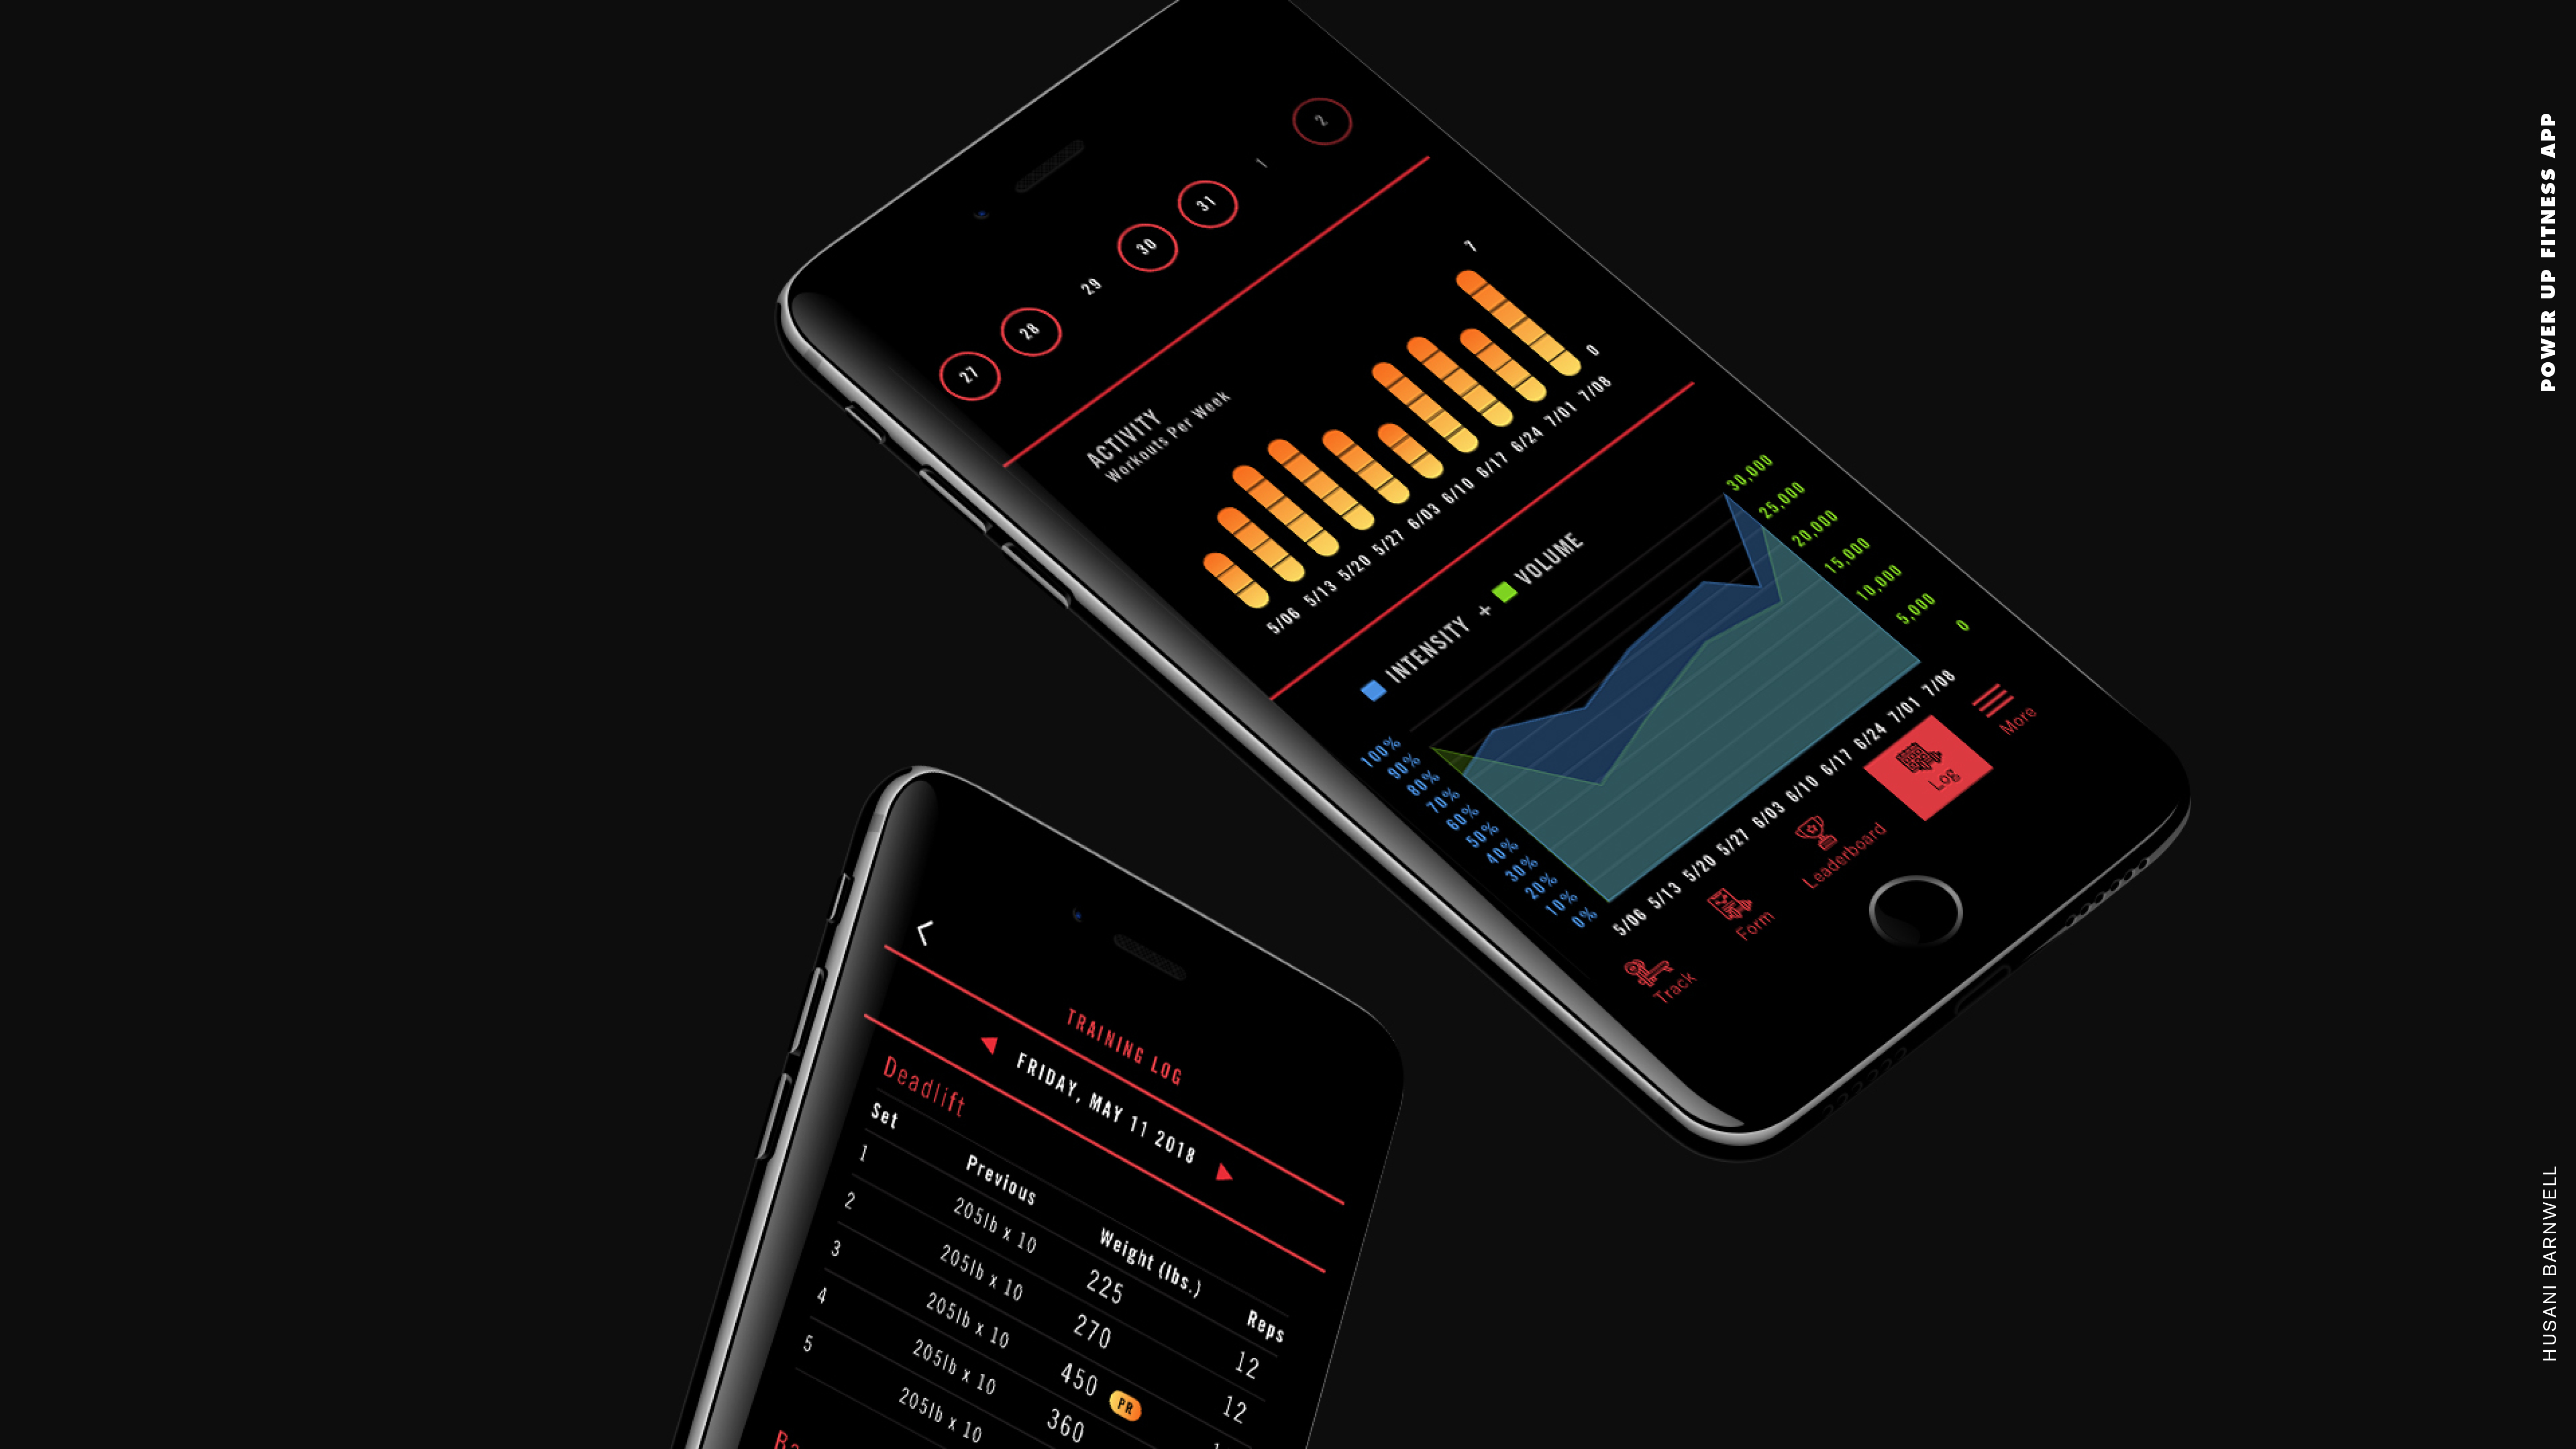 27 28 29 30 31 1 2
ACTIVITY
Workouts Per Week
7
0
5/06 5/13 5/20 5/27 6/03 6/10 6/17 6/24 7/01 7/08
INTENSITY + VOLUME
100%
90%
80%
70%
60%
50%
40%
30%
20%
10%
0%
30,000
25,000
20,000
15,000
10,000
5,000
0
5/06 5/13 5/20 5/27 6/03 6/10 6/17 6/24 7/01 7/08
Track Form Leaderboard Log More
TRAINING LOG
FRIDAY, MAY 11 2018
Deadlift
Set Previous Weight (lbs.) Reps
1 205lb x 10 225 12
2 205lb x 10 270 12
3 205lb x 10 450 PR
4 205lb x 10 360
5 205lb x 10
POWER UP FITNESS APP
HUSANI BARNWELL